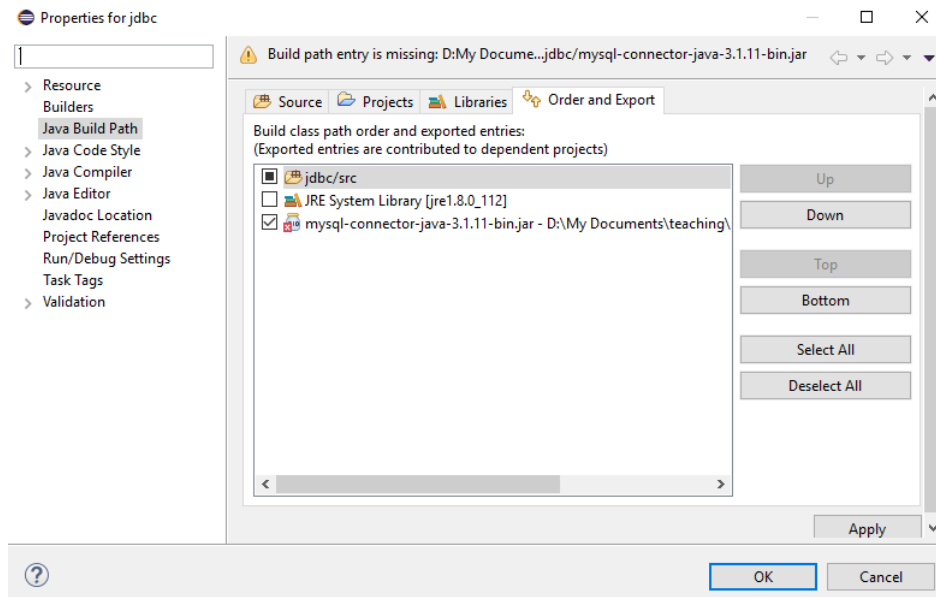 Properties for jdbc
Build path entry is missing: D:My Docume...jdbc/mysql-connector-java-3.1.11-bin.jar
Resource
Builders
Java Build Path
Java Code Style
Java Compiler
Java Editor
Javadoc Location
Project References
Run/Debug Settings
Task Tags
Validation
Source
Projects
Libraries
Order and Export
Build class path order and exported entries:
(Exported entries are contributed to dependent projects)
jdbc/src
JRE System Library [jre1.8.0_112]
mysql-connector-java-3.1.11-bin.jar - D:\My Documents\teaching\
Up
Down
Top
Bottom
Select All
Deselect All
Apply
OK
Cancel